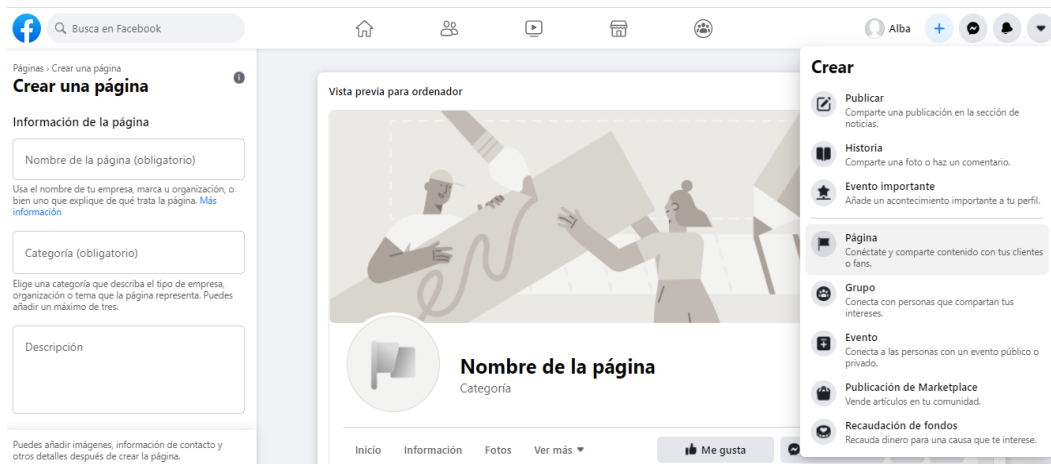 Busca en Facebook
Alba
Páginas › Crear una página
Crear una página
Información de la página
Nombre de la página (obligatorio)
Usa el nombre de tu empresa, marca u organización, o
bien uno que explique de qué trata la página. Más
información
Categoría (obligatorio)
Elige una categoría que describa el tipo de empresa,
organización o tema que la página representa. Puedes
añadir un máximo de tres.
Descripción
Puedes añadir imágenes, información de contacto y
otros detalles después de crear la página.
Vista previa para ordenador
Nombre de la página
Categoría
Inicio
Información
Fotos
Ver más
Me gusta
Crear
Publicar
Comparte una publicación en la sección de
noticias.
Historia
Comparte una foto o haz un comentario.
Evento importante
Añade un acontecimiento importante a tu perfil.
Página
Conéctate y comparte contenido con tus clientes
o fans.
Grupo
Conecta con personas que compartan tus
intereses.
Evento
Conecta a las personas con un evento público o
privado.
Publicación de Marketplace
Vende artículos en tu comunidad.
Recaudación de fondos
Recauda dinero para una causa que te interese.